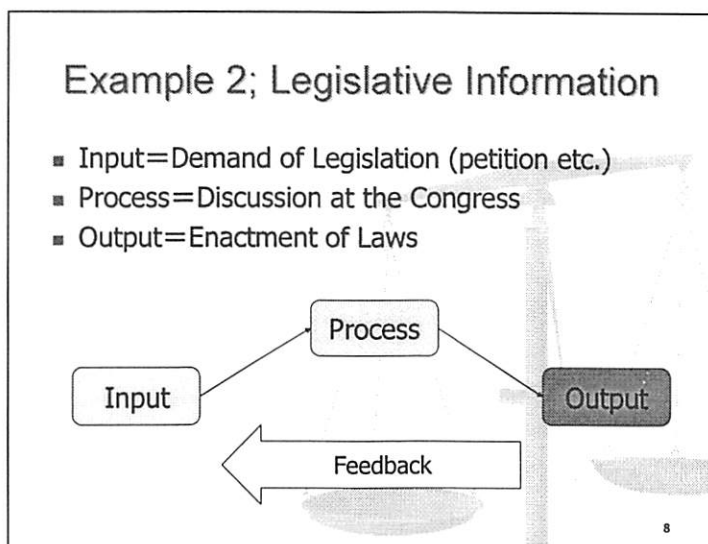 Example 2; Legislative Information
■ Input＝Demand of Legislation (petition etc.)
■ Process＝Discussion at the Congress
■ Output＝Enactment of Laws
Process
Input
Output
Feedback
8